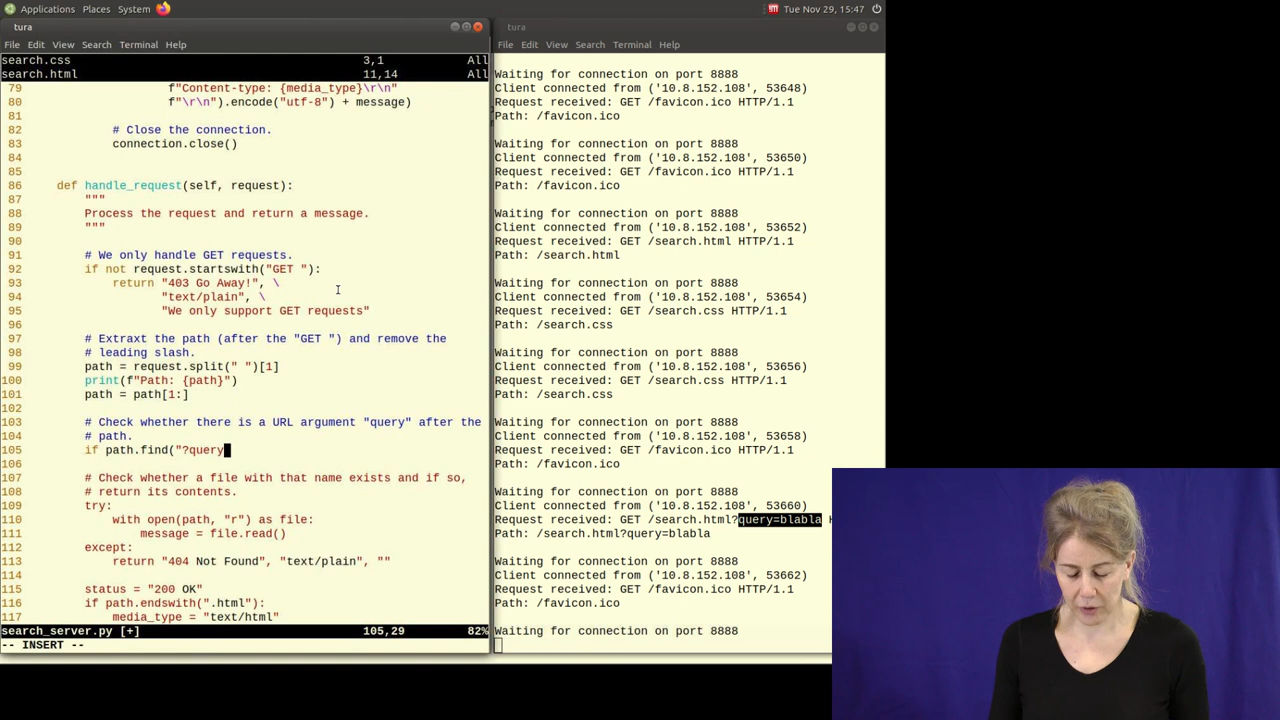 Applications Places System
Tue Nov 29, 15:47
tura
File Edit View Search Terminal Help
search.css 3,1 All
search.html 11,14 All
79 f"Content-type: {media_type}\r\n"
80 f"\r\n").encode("utf-8") + message)
81
82 # Close the connection.
83 connection.close()
84
85
86 def handle_request(self, request):
87 """
88 Process the request and return a message.
89 """
90
91 # We only handle GET requests.
92 if not request.startswith("GET "):
93 return "403 Go Away!", \
94 "text/plain", \
95 "We only support GET requests"
96
97 # Extraxt the path (after the "GET ") and remove the
98 # leading slash.
99 path = request.split(" ")[1]
100 print(f"Path: {path}")
101 path = path[1:]
102
103 # Check whether there is a URL argument "query" after the
104 # path.
105 if path.find("?query
106
107 # Check whether a file with that name exists and if so,
108 # return its contents.
109 try:
110 with open(path, "r") as file:
111 message = file.read()
112 except:
113 return "404 Not Found", "text/plain", ""
114
115 status = "200 OK"
116 if path.endswith(".html"):
117 media_type = "text/html"
search_server.py [+] 105,29 82%
-- INSERT --
tura
File Edit View Search Terminal Help
Waiting for connection on port 8888
Client connected from ('10.8.152.108', 53648)
Request received: GET /favicon.ico HTTP/1.1
Path: /favicon.ico
Waiting for connection on port 8888
Client connected from ('10.8.152.108', 53650)
Request received: GET /favicon.ico HTTP/1.1
Path: /favicon.ico
Waiting for connection on port 8888
Client connected from ('10.8.152.108', 53652)
Request received: GET /search.html HTTP/1.1
Path: /search.html
Waiting for connection on port 8888
Client connected from ('10.8.152.108', 53654)
Request received: GET /search.css HTTP/1.1
Path: /search.css
Waiting for connection on port 8888
Client connected from ('10.8.152.108', 53656)
Request received: GET /search.css HTTP/1.1
Path: /search.css
Waiting for connection on port 8888
Client connected from ('10.8.152.108', 53658)
Request received: GET /favicon.ico HTTP/1.1
Path: /favicon.ico
Waiting for connection on port 8888
Client connected from ('10.8.152.108', 53660)
Request received: GET /search.html?query=blabla H
Path: /search.html?query=blabla
Waiting for connection on port 8888
Client connected from ('10.8.152.108', 53662)
Request received: GET /favicon.ico HTTP/1.1
Path: /favicon.ico
Waiting for connection on port 8888